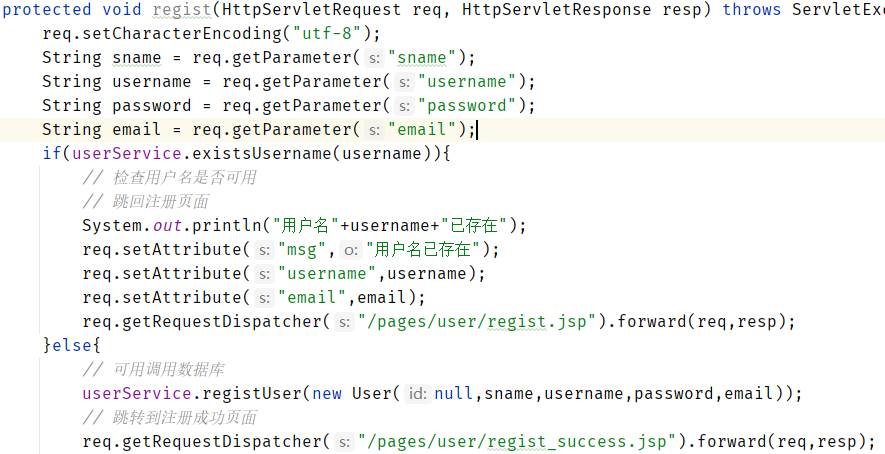 protected void regist(HttpServletRequest req, HttpServletResponse resp) throws ServletExc
req.setCharacterEncoding("utf-8");
String sname = req.getParameter( s: "sname");
String username = req.getParameter( s: "username");
String password = req.getParameter( s: "password");
String email = req.getParameter( s: "email");
if(userService.existsUsername(username)){
// 检查用户名是否可用
// 跳回注册页面
System.out.println("用户名"+username+"已存在");
req.setAttribute( s: "msg", o: "用户名已存在");
req.setAttribute( s: "username",username);
req.setAttribute( s: "email",email);
req.getRequestDispatcher( s: "/pages/user/regist.jsp").forward(req,resp);
}else{
// 可用调用数据库
userService.registUser(new User( id: null,sname,username,password,email));
// 跳转到注册成功页面
req.getRequestDispatcher( s: "/pages/user/regist_success.jsp").forward(req,resp);